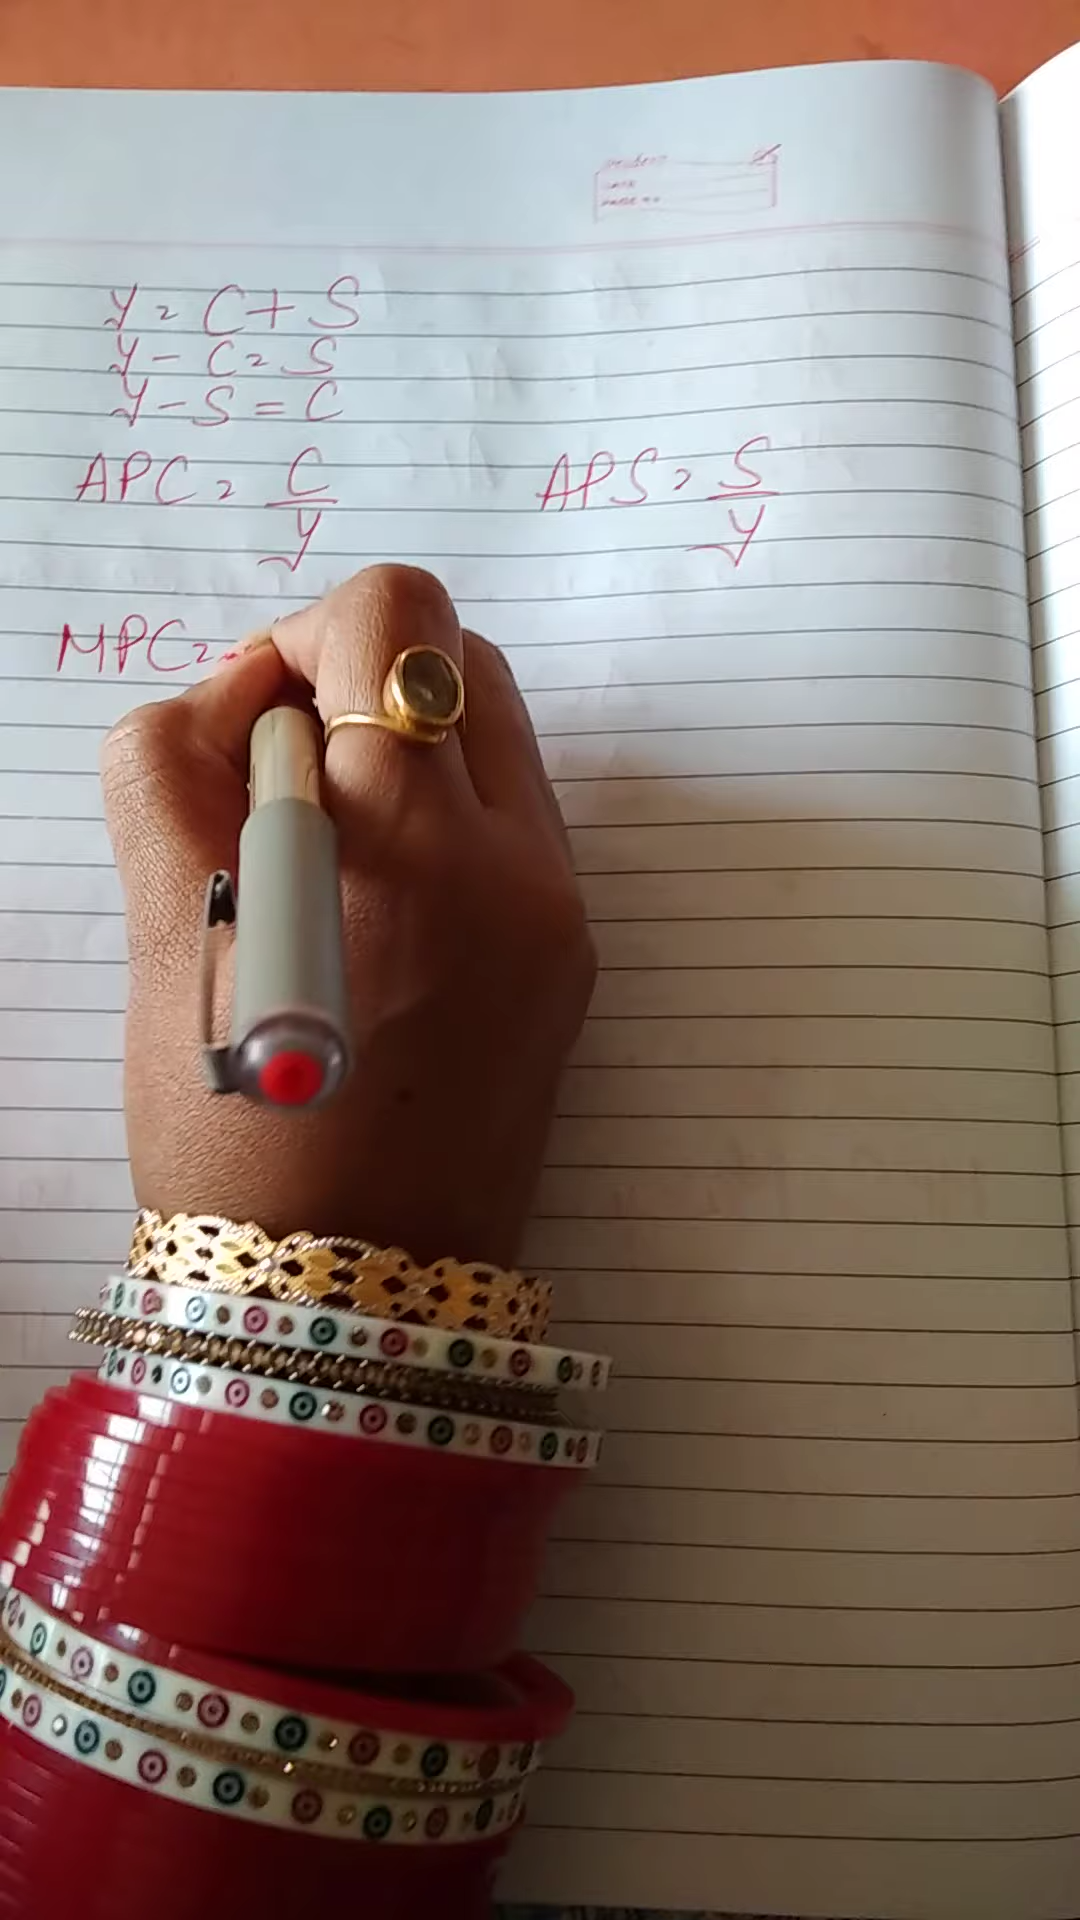 Y = C + S
Y - C = S
Y - S = C
APC = C/Y APS = S/Y
MPC =